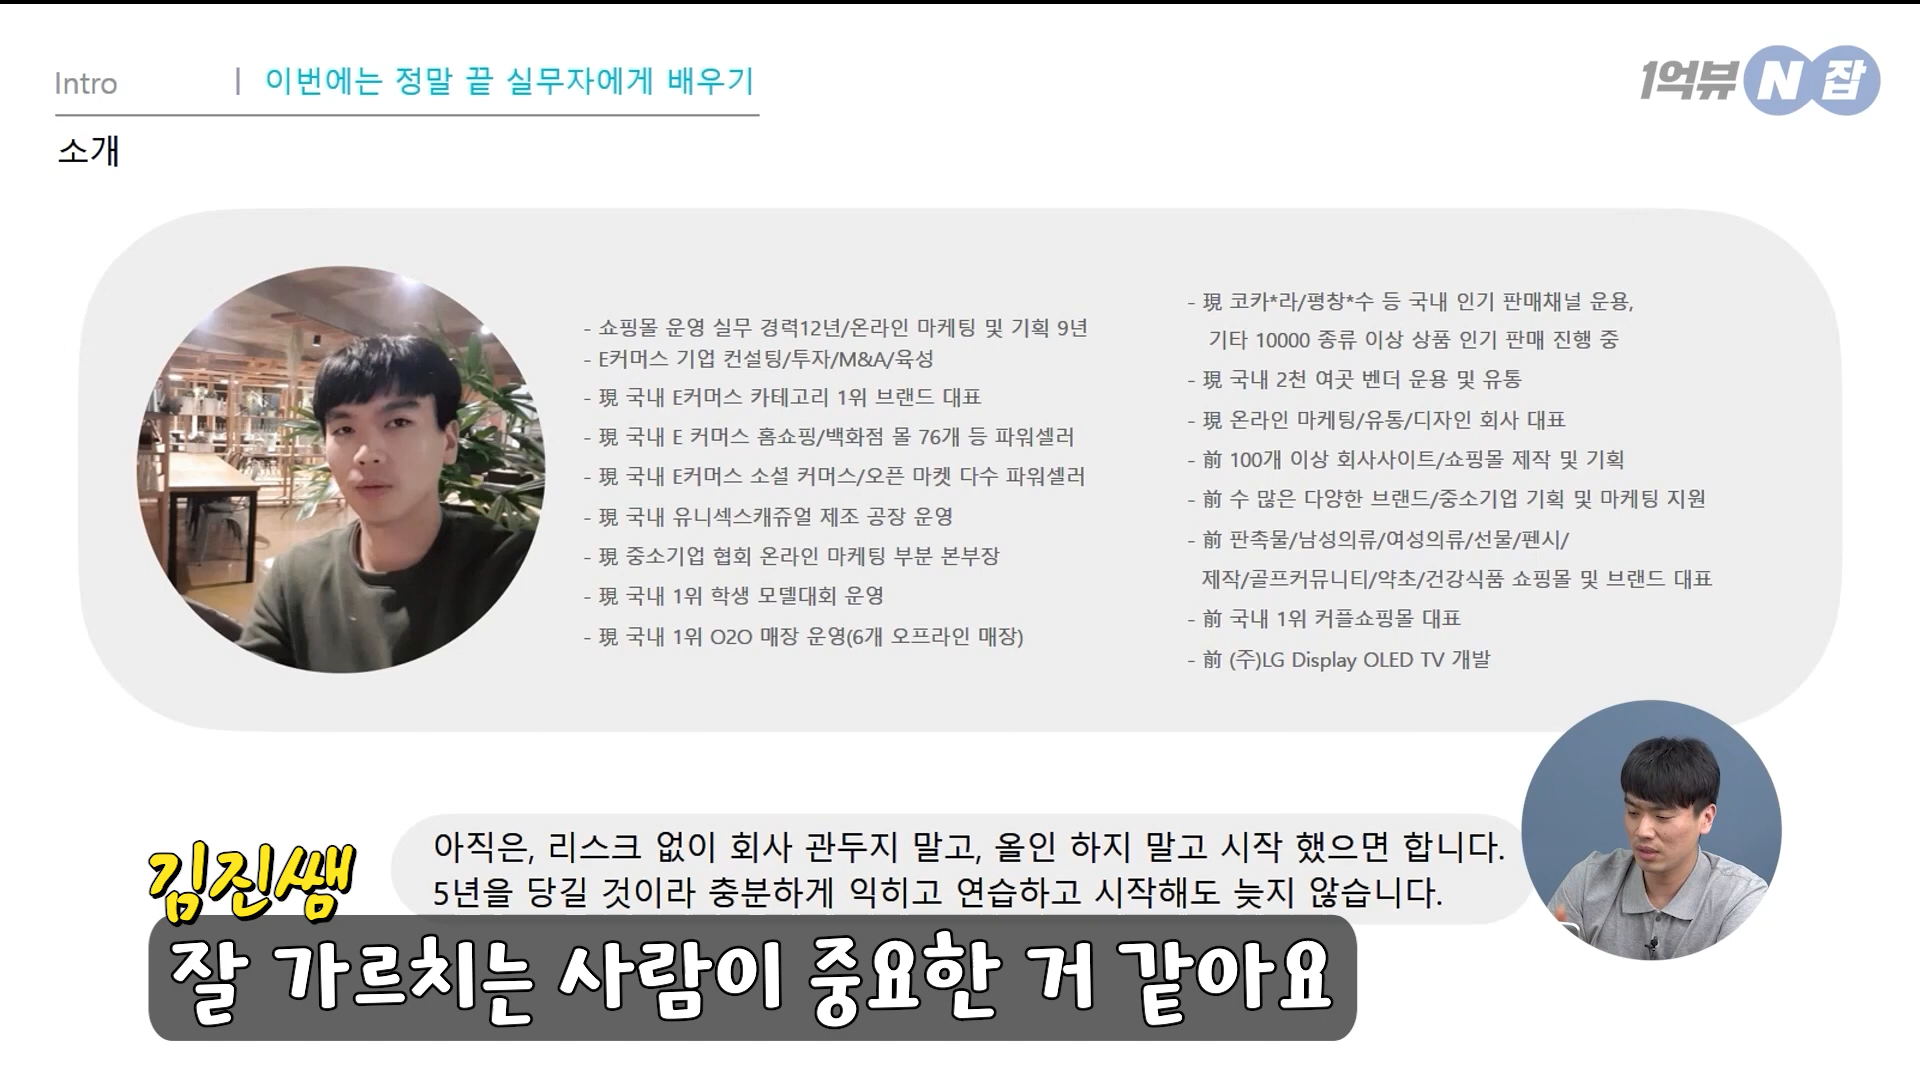 Intro | 이번에는 정말 끝 실무자에게 배우기
1억뷰 N 잡
소개
- 쇼핑몰 운영 실무 경력12년/온라인 마케팅 및 기획 9년
- E커머스 기업 컨설팅/투자/M&A/육성
- 現 국내 E커머스 카테고리 1위 브랜드 대표
- 現 국내 E 커머스 홈쇼핑/백화점 몰 76개 등 파워셀러
- 現 국내 E커머스 소셜 커머스/오픈 마켓 다수 파워셀러
- 現 국내 유니섹스캐쥬얼 제조 공장 운영
- 現 중소기업 협회 온라인 마케팅 부분 본부장
- 現 국내 1위 학생 모델대회 운영
- 現 국내 1위 O2O 매장 운영(6개 오프라인 매장)
- 現 코카*라/평창*수 등 국내 인기 판매채널 운용,
기타 10000 종류 이상 상품 인기 판매 진행 중
- 現 국내 2천 여곳 벤더 운용 및 유통
- 現 온라인 마케팅/유통/디자인 회사 대표
- 前 100개 이상 회사사이트/쇼핑몰 제작 및 기획
- 前 수 많은 다양한 브랜드/중소기업 기획 및 마케팅 지원
- 前 판촉물/남성의류/여성의류/선물/펜시/
제작/골프커뮤니티/약초/건강식품 쇼핑몰 및 브랜드 대표
- 前 국내 1위 커플쇼핑몰 대표
- 前 (주)LG Display OLED TV 개발
아직은, 리스크 없이 회사 관두지 말고, 올인 하지 말고 시작 했으면 합니다.
5년을 당길 것이라 충분하게 익히고 연습하고 시작해도 늦지 않습니다.
김진쌤
잘 가르치는 사람이 중요한 거 같아요